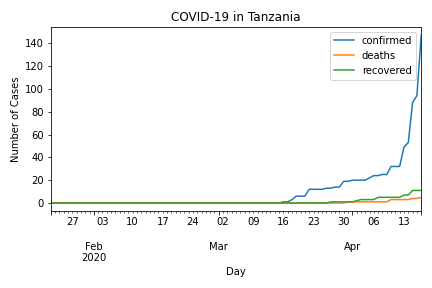 COVID-19 in Tanzania
confirmed
deaths
recovered
Number of Cases
140
120
100
80
60
40
20
0
27 03 10 17 24 02 09 16 23 30 06 13
Feb Mar Apr
2020
Day